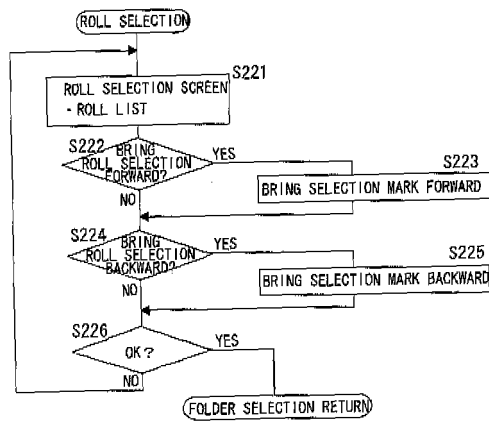 ROLL SELECTION
S221
ROLL SELECTION SCREEN
- ROLL LIST
S222
BRING
ROLL SELECTION
FORWARD?
YES
NO
S223
BRING SELECTION MARK FORWARD
S224
BRING
ROLL SELECTION
BACKWARD?
YES
NO
S225
BRING SELECTION MARK BACKWARD
S226
OK?
YES
NO
FOLDER SELECTION RETURN